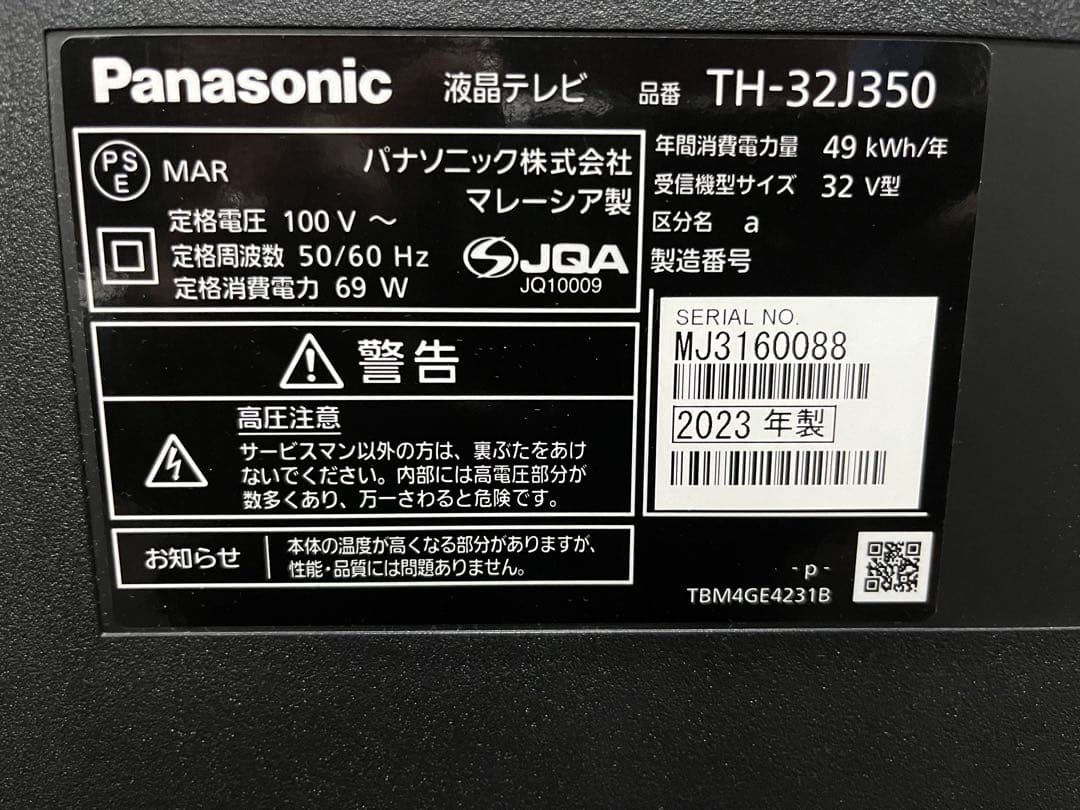 Panasonic 液晶テレビ 品番 TH-32J350
PS
E
MAR パナソニック株式会社
マレーシア製
定格電圧 100 V ～
定格周波数 50/60 Hz
定格消費電力 69 W
JQA
JQ10009
年間消費電力量 49 kWh/年
受信機型サイズ 32 V型
区分名 a
製造番号
SERIAL NO.
MJ3160088
2023 年製
警告
高圧注意
サービスマン以外の方は、裏ぶたをあけ
ないでください。内部には高電圧部分が
数多くあり、万一さわると危険です。
お知らせ
本体の温度が高くなる部分がありますが、
性能・品質には問題ありません。
- p -
TBM4GE4231B